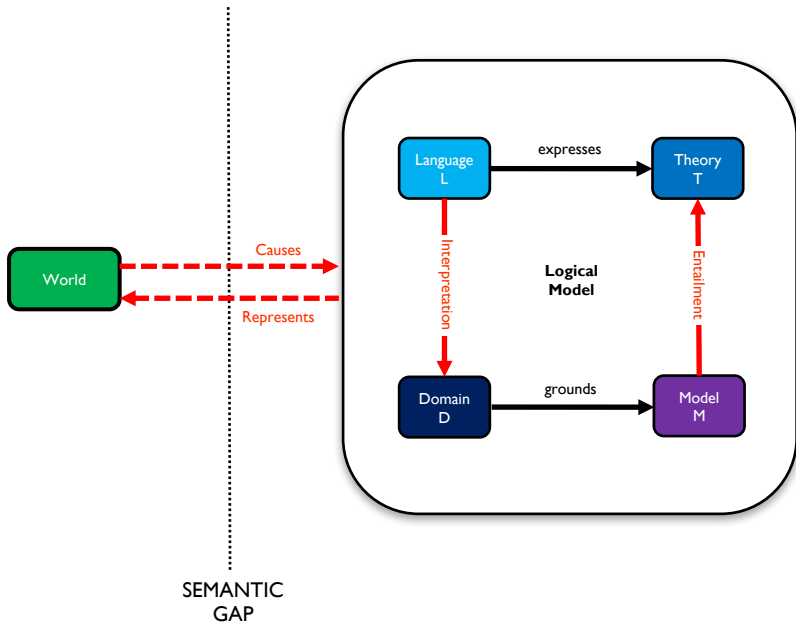 Language
L
expresses
Theory
T
Causes
World
Represents
Interpretation
Logical
Model
Entailment
Domain
D
grounds
Model
M
SEMANTIC
GAP